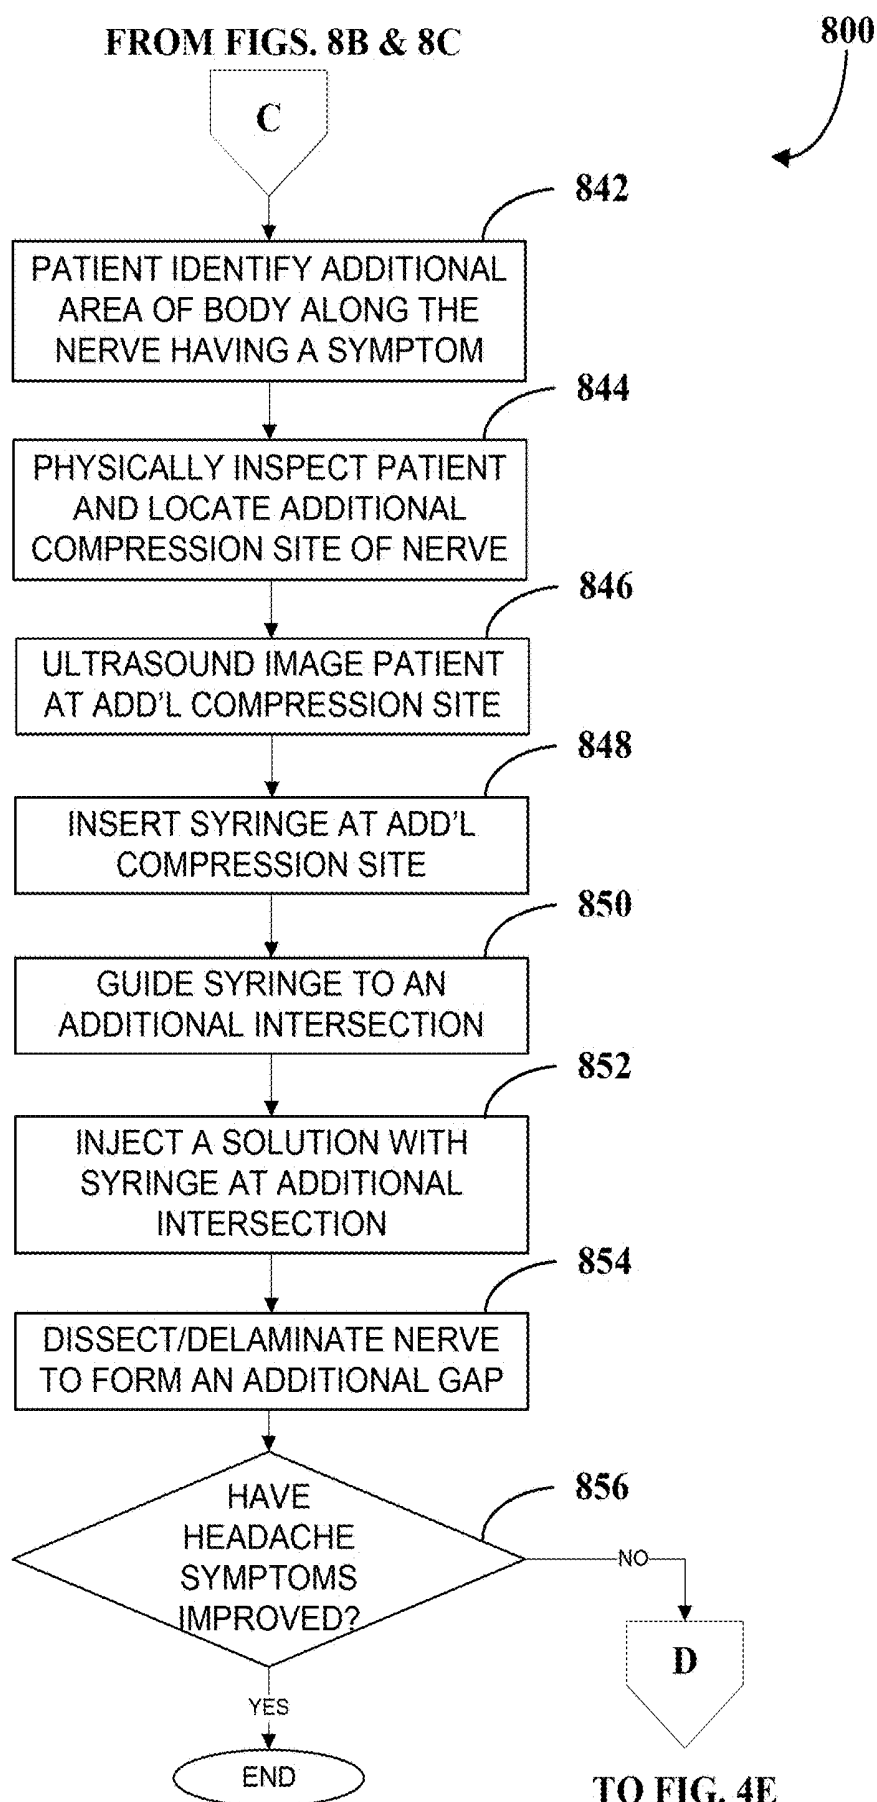 FROM FIGS. 8B & 8C
800
C
842
PATIENT IDENTIFY ADDITIONAL
AREA OF BODY ALONG THE
NERVE HAVING A SYMPTOM
844
PHYSICALLY INSPECT PATIENT
AND LOCATE ADDITIONAL
COMPRESSION SITE OF NERVE
846
ULTRASOUND IMAGE PATIENT
AT ADD'L COMPRESSION SITE
848
INSERT SYRINGE AT ADD'L
COMPRESSION SITE
850
GUIDE SYRINGE TO AN
ADDITIONAL INTERSECTION
852
INJECT A SOLUTION WITH
SYRINGE AT ADDITIONAL
INTERSECTION
854
DISSECT/DELAMINATE NERVE
TO FORM AN ADDITIONAL GAP
856
HAVE
HEADACHE
SYMPTOMS
IMPROVED?
NO
D
YES
END
TO FIG. 4E